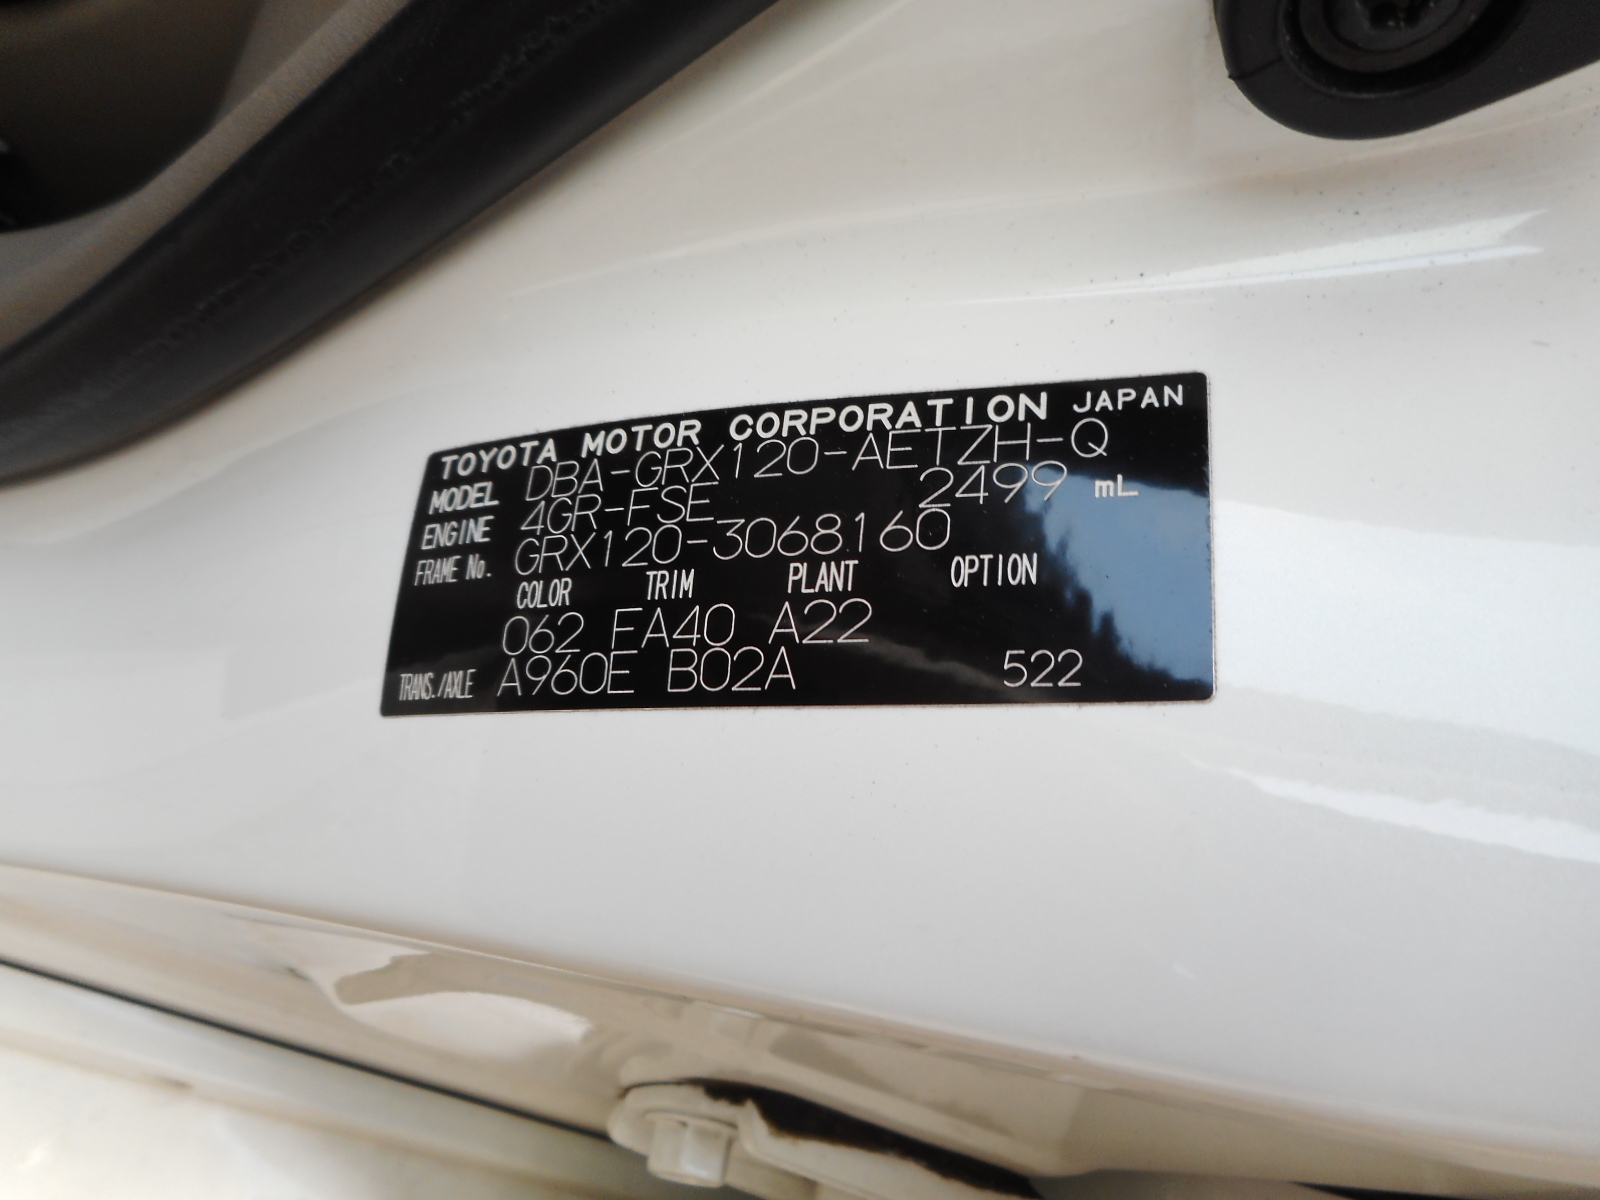 TOYOTA MOTOR CORPORATION JAPAN
MODEL DBA-GRX120-AETZH-Q
ENGINE 4GR-FSE 2499 mL
FRAME No. GRX120-3068160
COLOR TRIM PLANT OPTION
062 FA40 A22
TRANS./AXLE A960E B02A 522